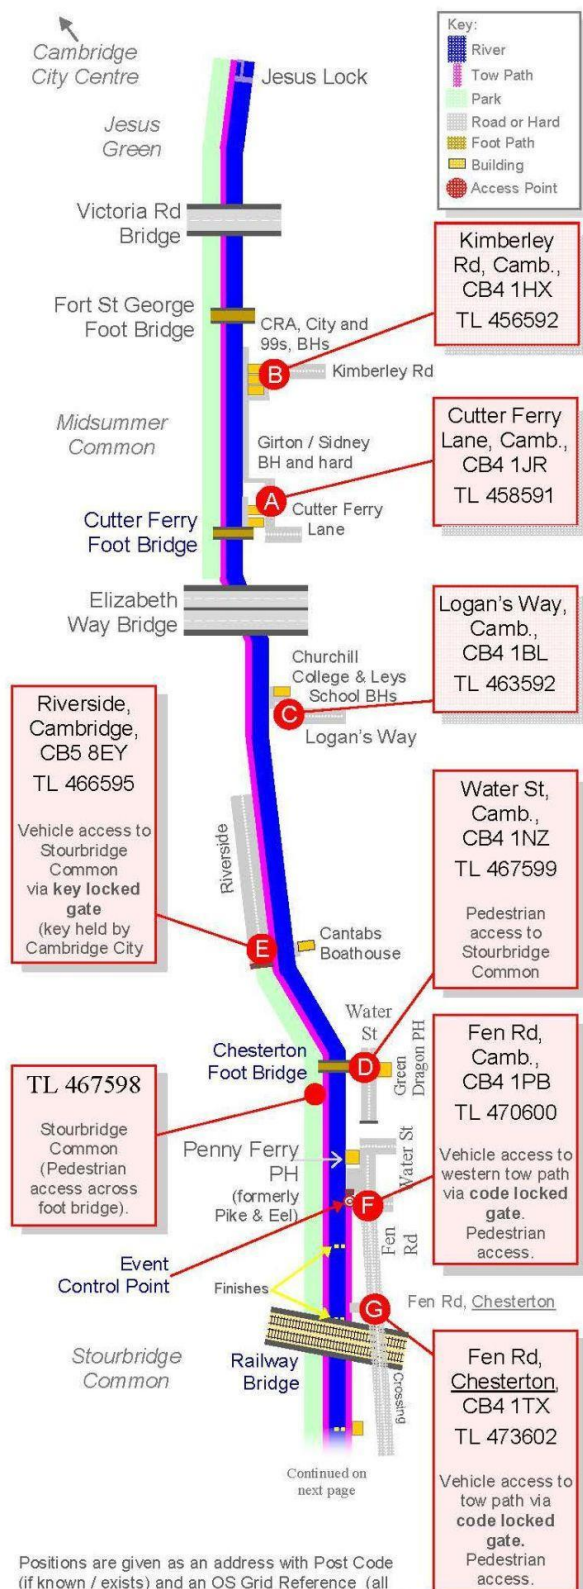 Cambridge
City Centre
Jesus Lock
Jesus
Green
Key:
River
Tow Path
Park
Road or Hard
Foot Path
Building
Access Point
Victoria Rd
Bridge
Kimberley
Rd, Camb.,
CB4 1HX
TL 456592
Fort St George
Foot Bridge
CRA, City and
99s, BHs
B
Kimberley Rd
Midsummer
Common
Girton / Sidney
BH and hard
A
Cutter Ferry
Lane
Cutter Ferry
Lane, Camb.,
CB4 1JR
TL 458591
Cutter Ferry
Foot Bridge
Elizabeth
Way Bridge
Logan's Way,
Camb.,
CB4 1BL
TL 463592
Churchill
College & Leys
School BHs
C
Logan's Way
Riverside,
Cambridge,
CB5 8EY
TL 466595
Vehicle access to
Stourbridge
Common
via key locked
gate
(key held by
Cambridge City
Riverside
E
Cantabs
Boathouse
Water St,
Camb.,
CB4 1NZ
TL 467599
Pedestrian
access to
Stourbridge
Common
Water
St
Chesterton
Foot Bridge
D
Green
Dragon PH
TL 467598
Stourbridge
Common
(Pedestrian
access across
foot bridge).
Penny Ferry
PH
(formerly
Pike & Eel)
Water St
F
Fen
Rd
Fen Rd,
Camb.,
CB4 1PB
TL 470600
Vehicle access to
western tow path
via code locked
gate.
Pedestrian
access.
Event
Control Point
Finishes
G
Fen Rd, Chesterton
Stourbridge
Common
Railway
Bridge
Crossing
Fen Rd,
Chesterton,
CB4 1TX
TL 473602
Vehicle access to
tow path via
code locked
gate.
Pedestrian
access.
Continued on
next page
Positions are given as an address with Post Code
(if known / exists) and an OS Grid Reference (all